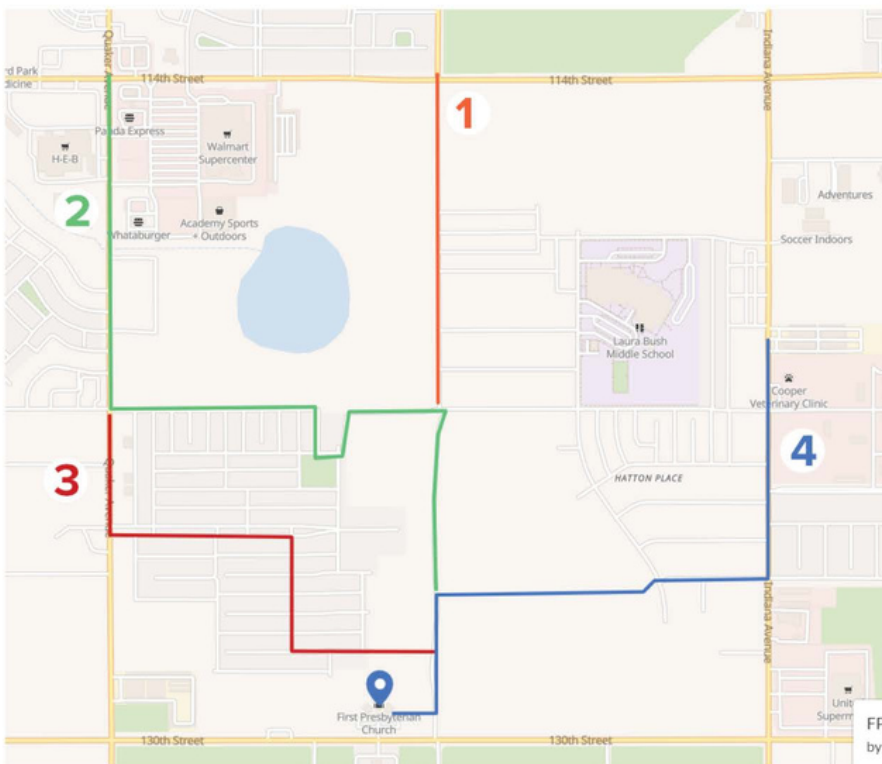 Quaker Avenue
Indiana Avenue
114th Street
114th Street
rd Park
dicine
1
Panda Express
H-E-B
Walmart
Supercenter
2
Whataburger
Academy Sports
+ Outdoors
Adventures
Soccer Indoors
Laura Bush
Middle School
Cooper
Veterinary Clinic
4
3
Quaker Avenue
HATTON PLACE
Indiana Avenue
First Presbyterian
Church
Unit
Superm
FP
by
130th Street
130th Street